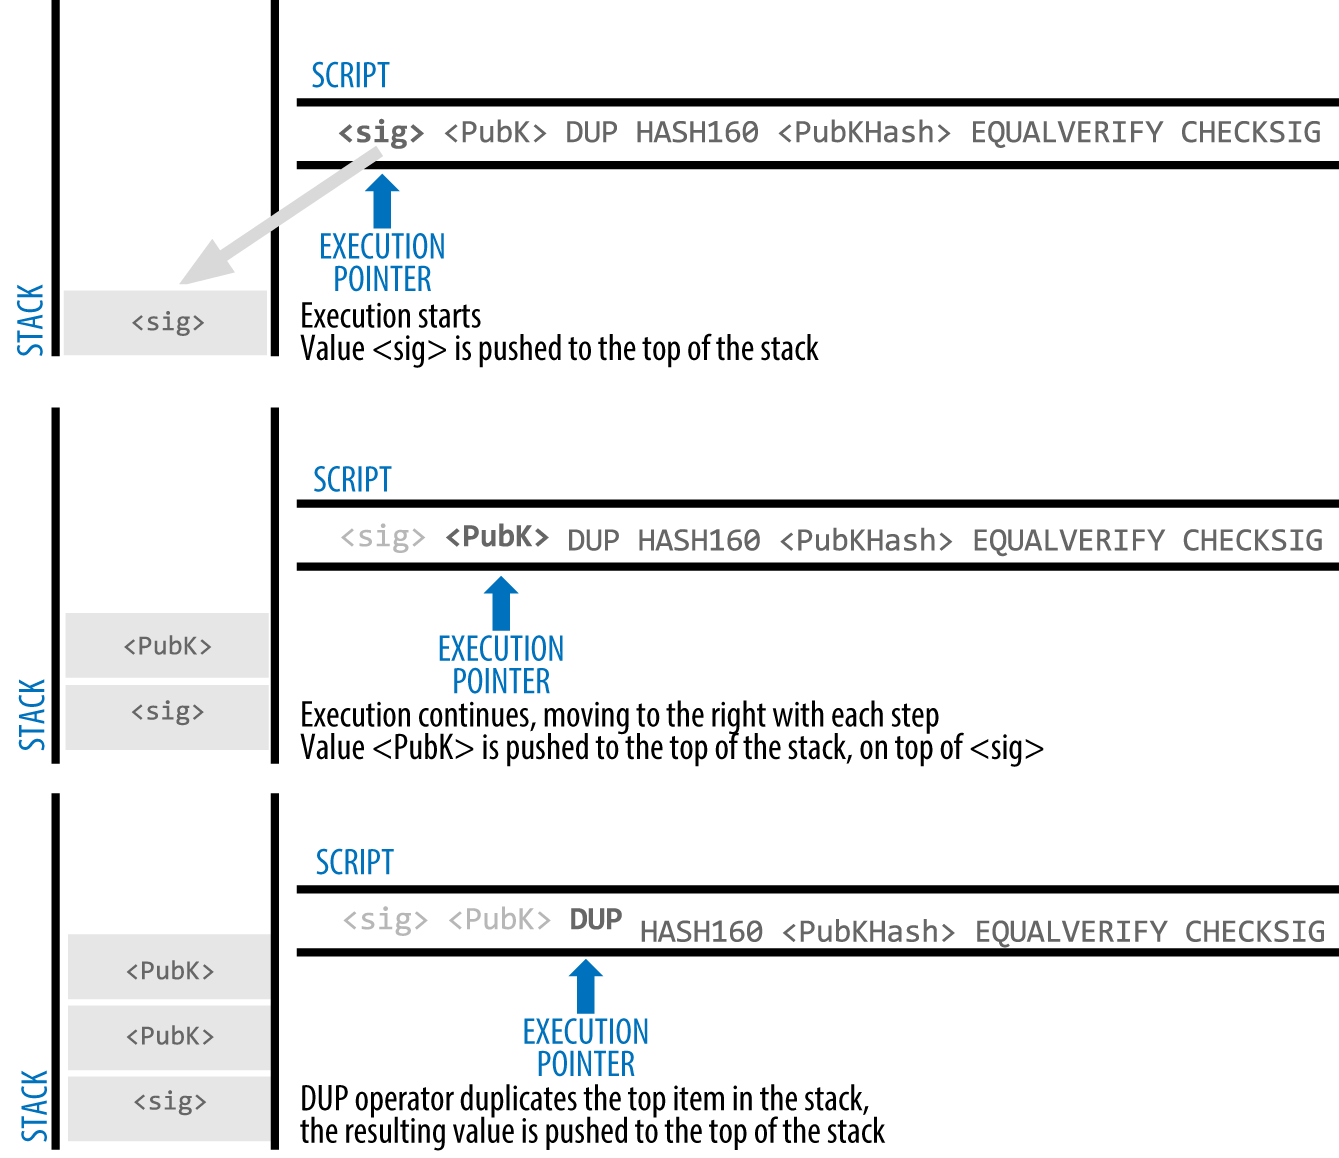 SCRIPT
<sig> <PubK> DUP HASH160 <PubKHash> EQUALVERIFY CHECKSIG
EXECUTION
POINTER
STACK
<sig>
Execution starts
Value <sig> is pushed to the top of the stack
SCRIPT
<sig> <PubK> DUP HASH160 <PubKHash> EQUALVERIFY CHECKSIG
EXECUTION
POINTER
STACK
<PubK>
<sig>
Execution continues, moving to the right with each step
Value <PubK> is pushed to the top of the stack, on top of <sig>
SCRIPT
<sig> <PubK> DUP HASH160 <PubKHash> EQUALVERIFY CHECKSIG
EXECUTION
POINTER
STACK
<PubK>
<PubK>
<sig>
DUP operator duplicates the top item in the stack,
the resulting value is pushed to the top of the stack